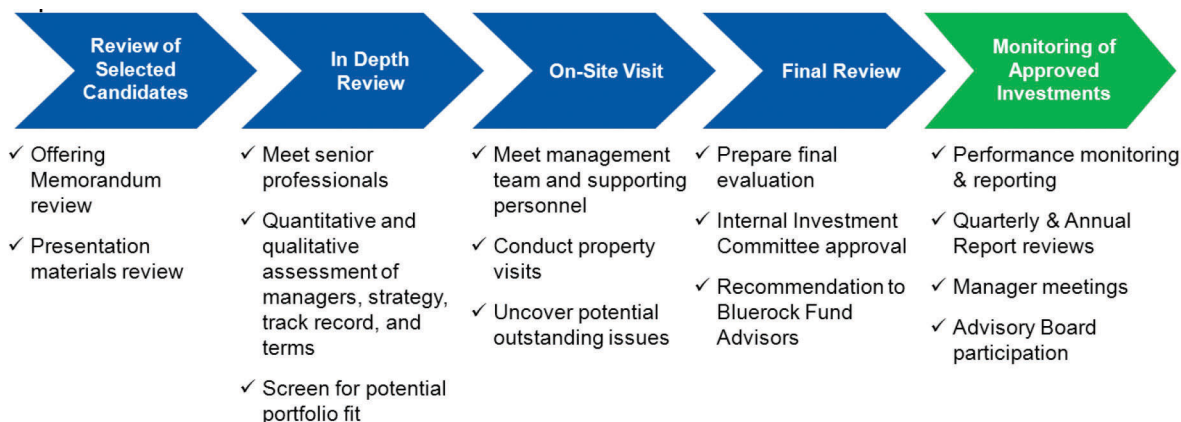 Review of
Selected
Candidates
In Depth
Review
On-Site Visit
Final Review
Monitoring of
Approved
Investments
✓ Offering
Memorandum
review
✓ Presentation
materials review
✓ Meet senior
professionals
✓ Quantitative and
qualitative
assessment of
managers, strategy,
track record, and
terms
✓ Screen for potential
portfolio fit
✓ Meet management
team and supporting
personnel
✓ Conduct property
visits
✓ Uncover potential
outstanding issues
✓ Prepare final
evaluation
✓ Internal Investment
Committee approval
✓ Recommendation to
Bluerock Fund
Advisors
✓ Performance monitoring
& reporting
✓ Quarterly & Annual
Report reviews
✓ Manager meetings
✓ Advisory Board
participation